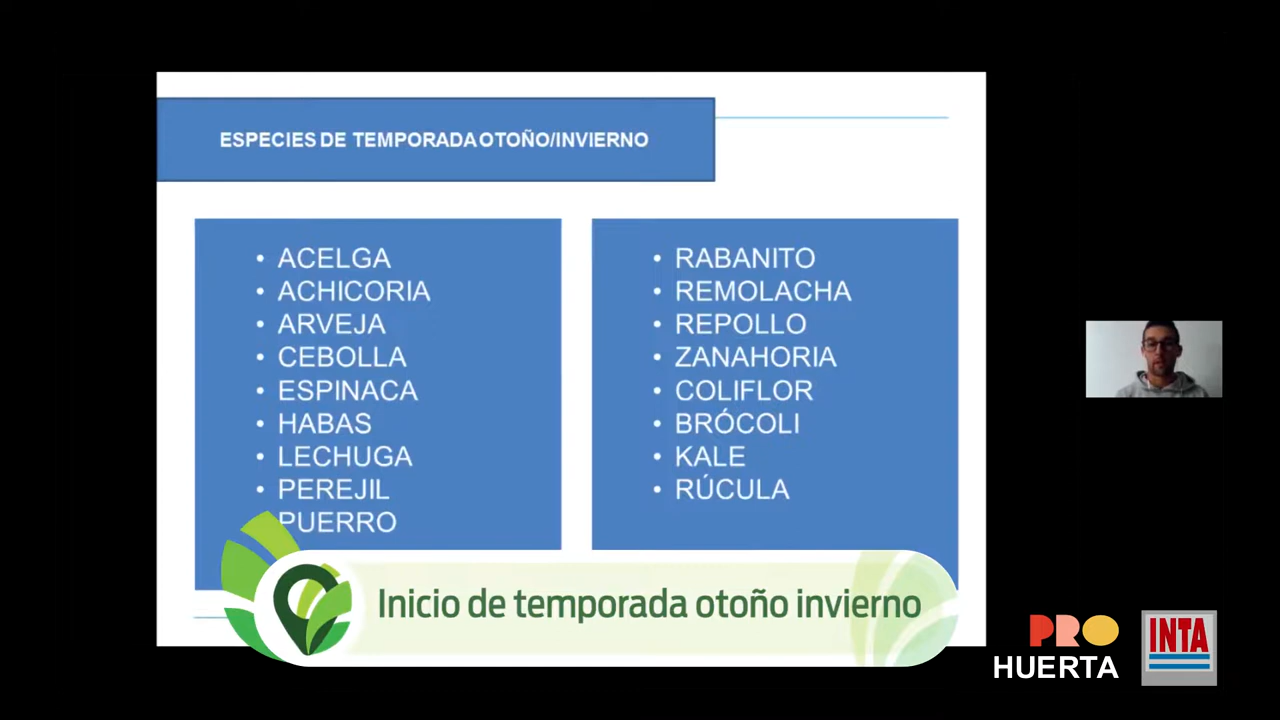 ESPECIES DE TEMPORADA OTOÑO/INVIERNO
• ACELGA
• ACHICORIA
• ARVEJA
• CEBOLLA
• ESPINACA
• HABAS
• LECHUGA
• PEREJIL
PUERRO
• RABANITO
• REMOLACHA
• REPOLLO
• ZANAHORIA
• COLIFLOR
• BRÓCOLI
• KALE
• RÚCULA
Inicio de temporada otoño invierno
PRO
HUERTA
INTA